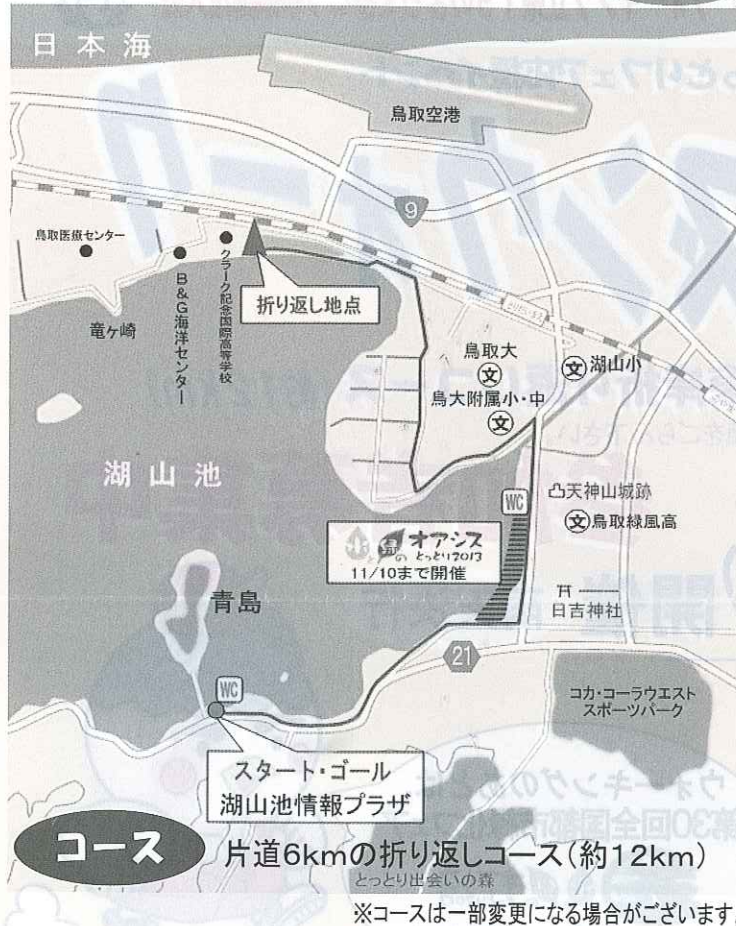 日本海
鳥取空港
9
鳥取医療センター
B&G海洋センター
クラーク記念国際高等学校
竜ヶ崎
折り返し地点
鳥取大
文
鳥大附属小・中
文
文 湖山小
湖山池
WC
凸天神山城跡
文 鳥取緑風高
水と緑の
オアシス
とっとり2013
11/10まで開催
日吉神社
青島
21
WC
コカ・コーラウエスト
スポーツパーク
スタート・ゴール
湖山池情報プラザ
コース
片道6kmの折り返しコース(約12km)
とっとり出会いの森
※コースは一部変更になる場合がございます。